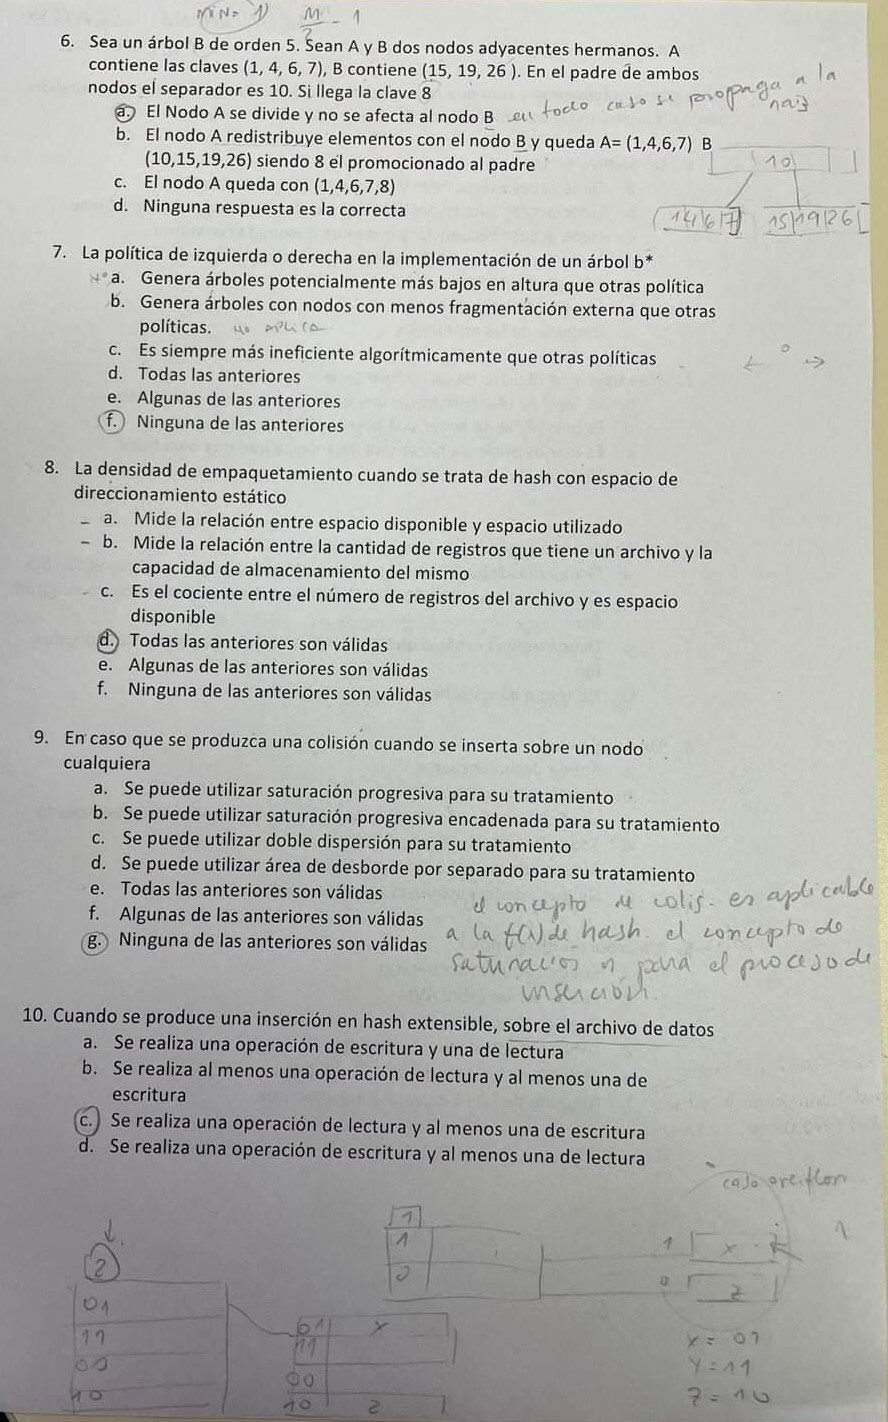 MIN= M/2 - 1
6. Sea un árbol B de orden 5. Sean A y B dos nodos adyacentes hermanos. A
contiene las claves (1, 4, 6, 7), B contiene (15, 19, 26 ). En el padre de ambos
nodos el separador es 10. Si llega la clave 8
a. El Nodo A se divide y no se afecta al nodo B en todo caso se propaga a la
raiz
b. El nodo A redistribuye elementos con el nodo B y queda A= (1,4,6,7) B
(10,15,19,26) siendo 8 el promocionado al padre
10
c. El nodo A queda con (1,4,6,7,8)
d. Ninguna respuesta es la correcta
1 4 6 7 15 19 26
7. La política de izquierda o derecha en la implementación de un árbol b*
a. Genera árboles potencialmente más bajos en altura que otras política
b. Genera árboles con nodos con menos fragmentación externa que otras
políticas. no aplica
c. Es siempre más ineficiente algorítmicamente que otras políticas
← o →
d. Todas las anteriores
e. Algunas de las anteriores
f. Ninguna de las anteriores
8. La densidad de empaquetamiento cuando se trata de hash con espacio de
direccionamiento estático
a. Mide la relación entre espacio disponible y espacio utilizado
b. Mide la relación entre la cantidad de registros que tiene un archivo y la
capacidad de almacenamiento del mismo
c. Es el cociente entre el número de registros del archivo y es espacio
disponible
d. Todas las anteriores son válidas
e. Algunas de las anteriores son válidas
f. Ninguna de las anteriores son válidas
9. En caso que se produzca una colisión cuando se inserta sobre un nodo
cualquiera
a. Se puede utilizar saturación progresiva para su tratamiento
b. Se puede utilizar saturación progresiva encadenada para su tratamiento
c. Se puede utilizar doble dispersión para su tratamiento
d. Se puede utilizar área de desborde por separado para su tratamiento
e. Todas las anteriores son válidas
f. Algunas de las anteriores son válidas
g. Ninguna de las anteriores son válidas
el concepto de colis. es aplicable
a la f(x) de hash. el concepto de
saturacion para el proceso de
inserción.
10. Cuando se produce una inserción en hash extensible, sobre el archivo de datos
a. Se realiza una operación de escritura y una de lectura
b. Se realiza al menos una operación de lectura y al menos una de
escritura
c. Se realiza una operación de lectura y al menos una de escritura
d. Se realiza una operación de escritura y al menos una de lectura
caso overflow
1
1
0
1 x
0 z
2
01
11
00
10
01 x
11
00
10 z
x = 01
y = 11
z = 10